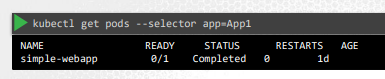 kubectl get pods --selector app=App1
NAME READY STATUS RESTARTS AGE
simple-webapp 0/1 Completed 0 1d